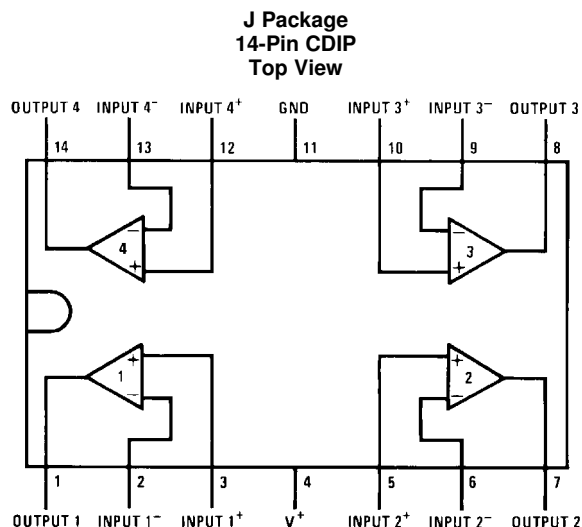 J Package
14-Pin CDIP
Top View
OUTPUT 4 INPUT 4⁻ INPUT 4⁺ GND INPUT 3⁺ INPUT 3⁻ OUTPUT 3
14 13 12 11 10 9 8
4 − +
− + 3
1 + −
+ − 2
1 2 3 4 5 6 7
OUTPUT 1 INPUT 1⁻ INPUT 1⁺ V⁺ INPUT 2⁺ INPUT 2⁻ OUTPUT 2